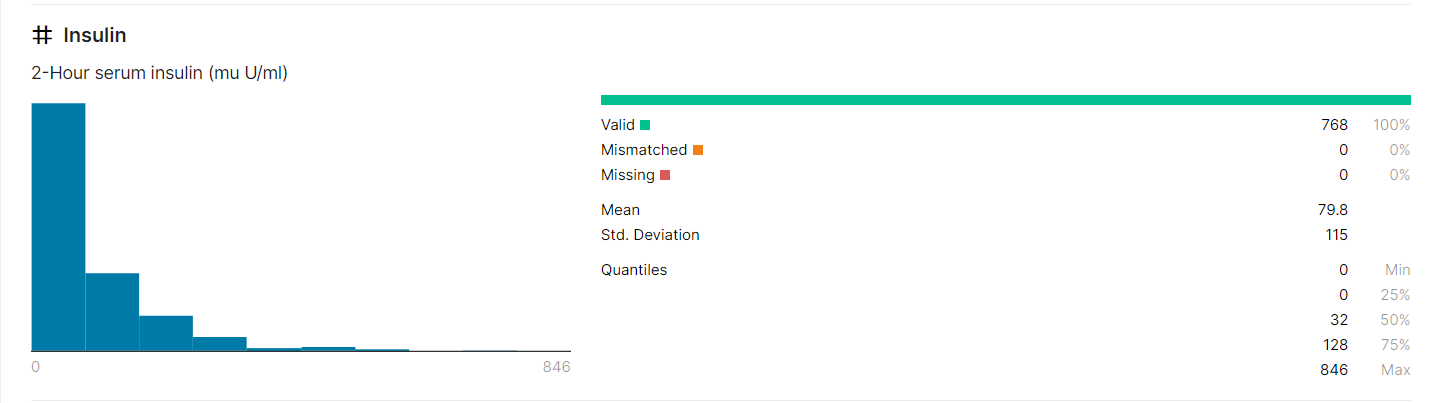 Insulin
2-Hour serum insulin (mu U/ml)
0 846
Valid 768 100%
Mismatched 0 0%
Missing 0 0%
Mean 79.8
Std. Deviation 115
Quantiles 0 Min
0 25%
32 50%
128 75%
846 Max